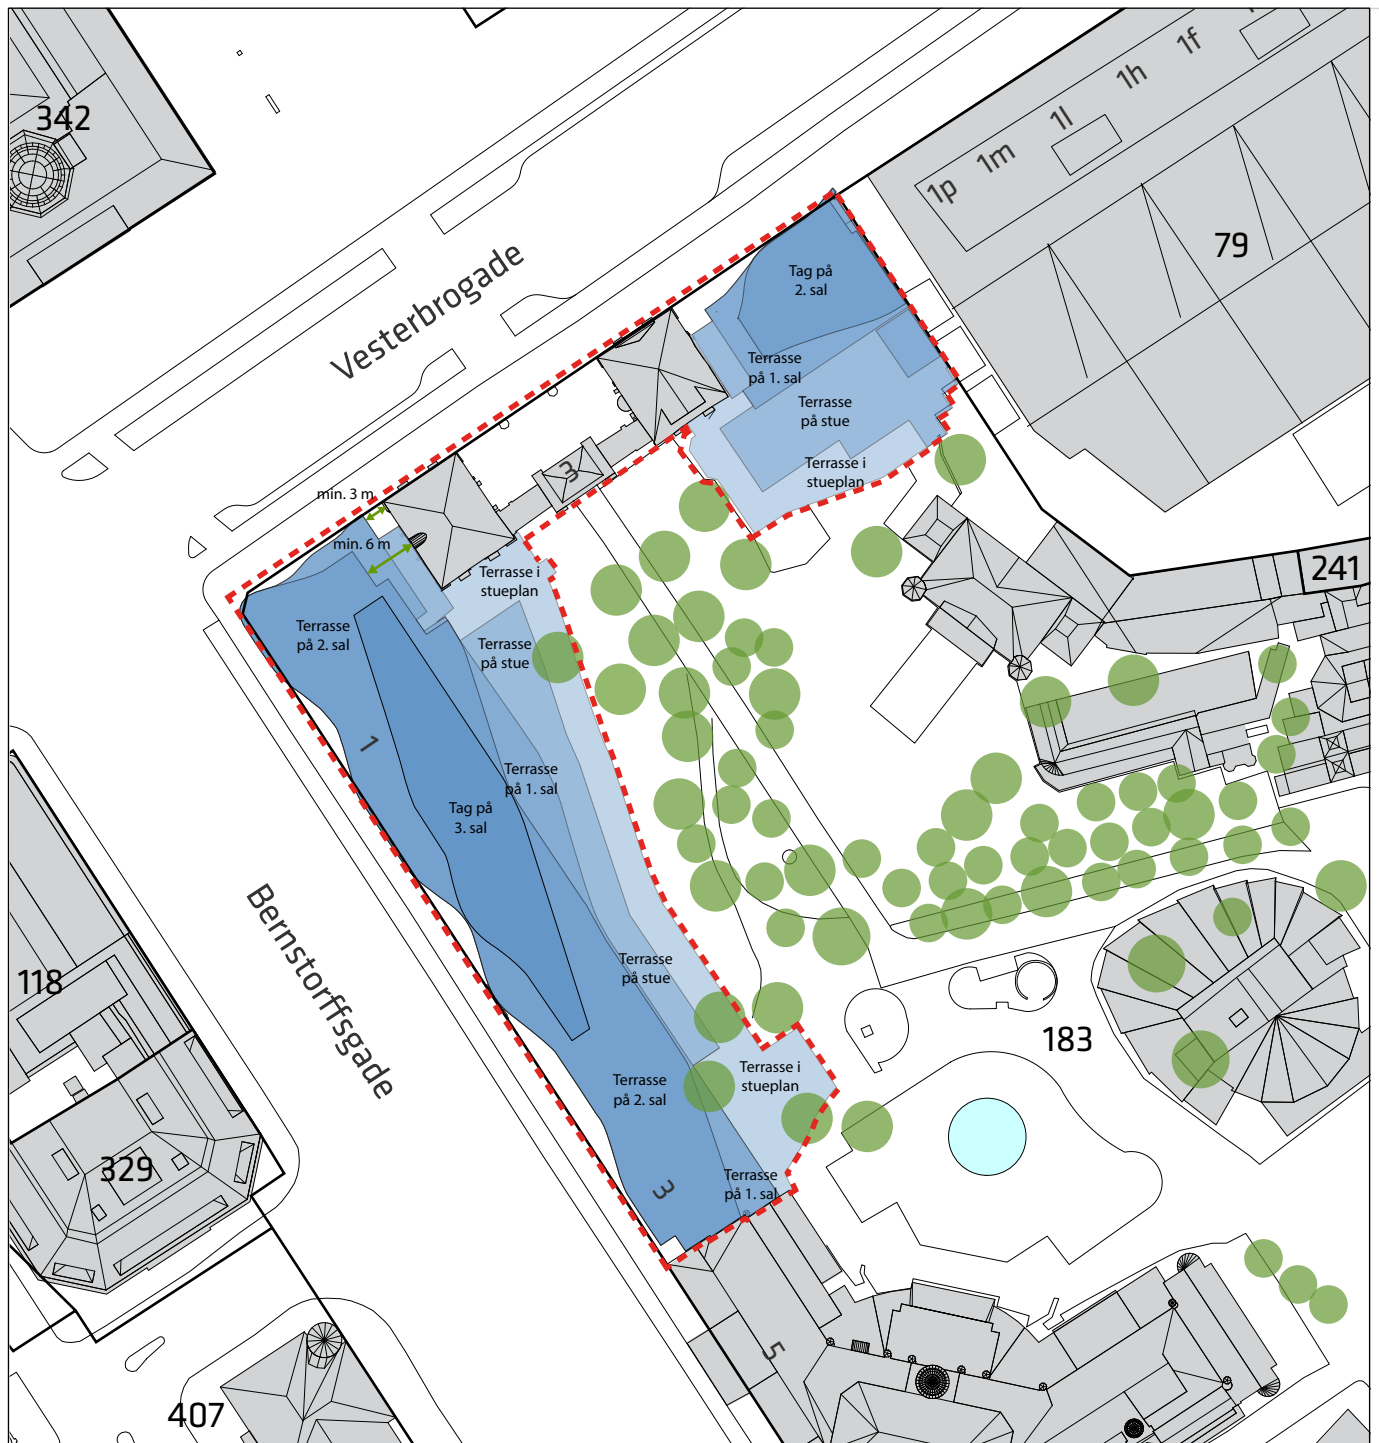 342
1f
1h
1l
1m
1p
79
Vesterbrogade
Tag på
2. sal
Terrasse
på 1. sal
Terrasse
på stue
Terrasse i
stueplan
3
min. 3 m
min. 6 m
Terrasse i
stueplan
241
Terrasse
på 2. sal
Terrasse
på stue
1
Terrasse
på 1. sal
Tag på
3. sal
Bernstorffsgade
118
Terrasse
på stue
183
Terrasse i
stueplan
Terrasse
på 2. sal
329
Terrasse
på 1. sal
3
5
407